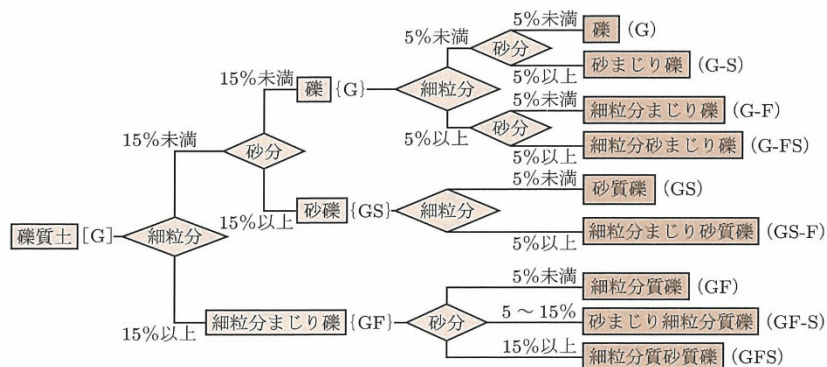 礫質土 [G]
細粒分
15%未満
砂分
15%未満
礫 {G}
細粒分
5%未満
砂分
5%未満
礫 (G)
5%以上
砂まじり礫 (G-S)
5%以上
砂分
5%未満
細粒分まじり礫 (G-F)
5%以上
細粒分砂まじり礫 (G-FS)
15%以上
砂礫 {GS}
細粒分
5%未満
砂質礫 (GS)
5%以上
細粒分まじり砂質礫 (GS-F)
15%以上
細粒分まじり礫 {GF}
砂分
5%未満
細粒分質礫 (GF)
5 〜 15%
砂まじり細粒分質礫 (GF-S)
15%以上
細粒分質砂質礫 (GFS)